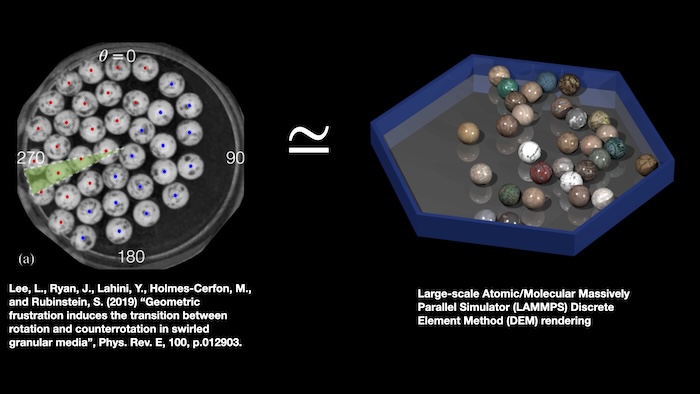 θ = 0
270
90
180
(a)
≃
Lee, L., Ryan, J., Lahini, Y., Holmes-Cerfon, M.,
and Rubinstein, S. (2019) “Geometric
frustration induces the transition between
rotation and counterrotation in swirled
granular media”, Phys. Rev. E, 100, p.012903.
Large-scale Atomic/Molecular Massively
Parallel Simulator (LAMMPS) Discrete
Element Method (DEM) rendering